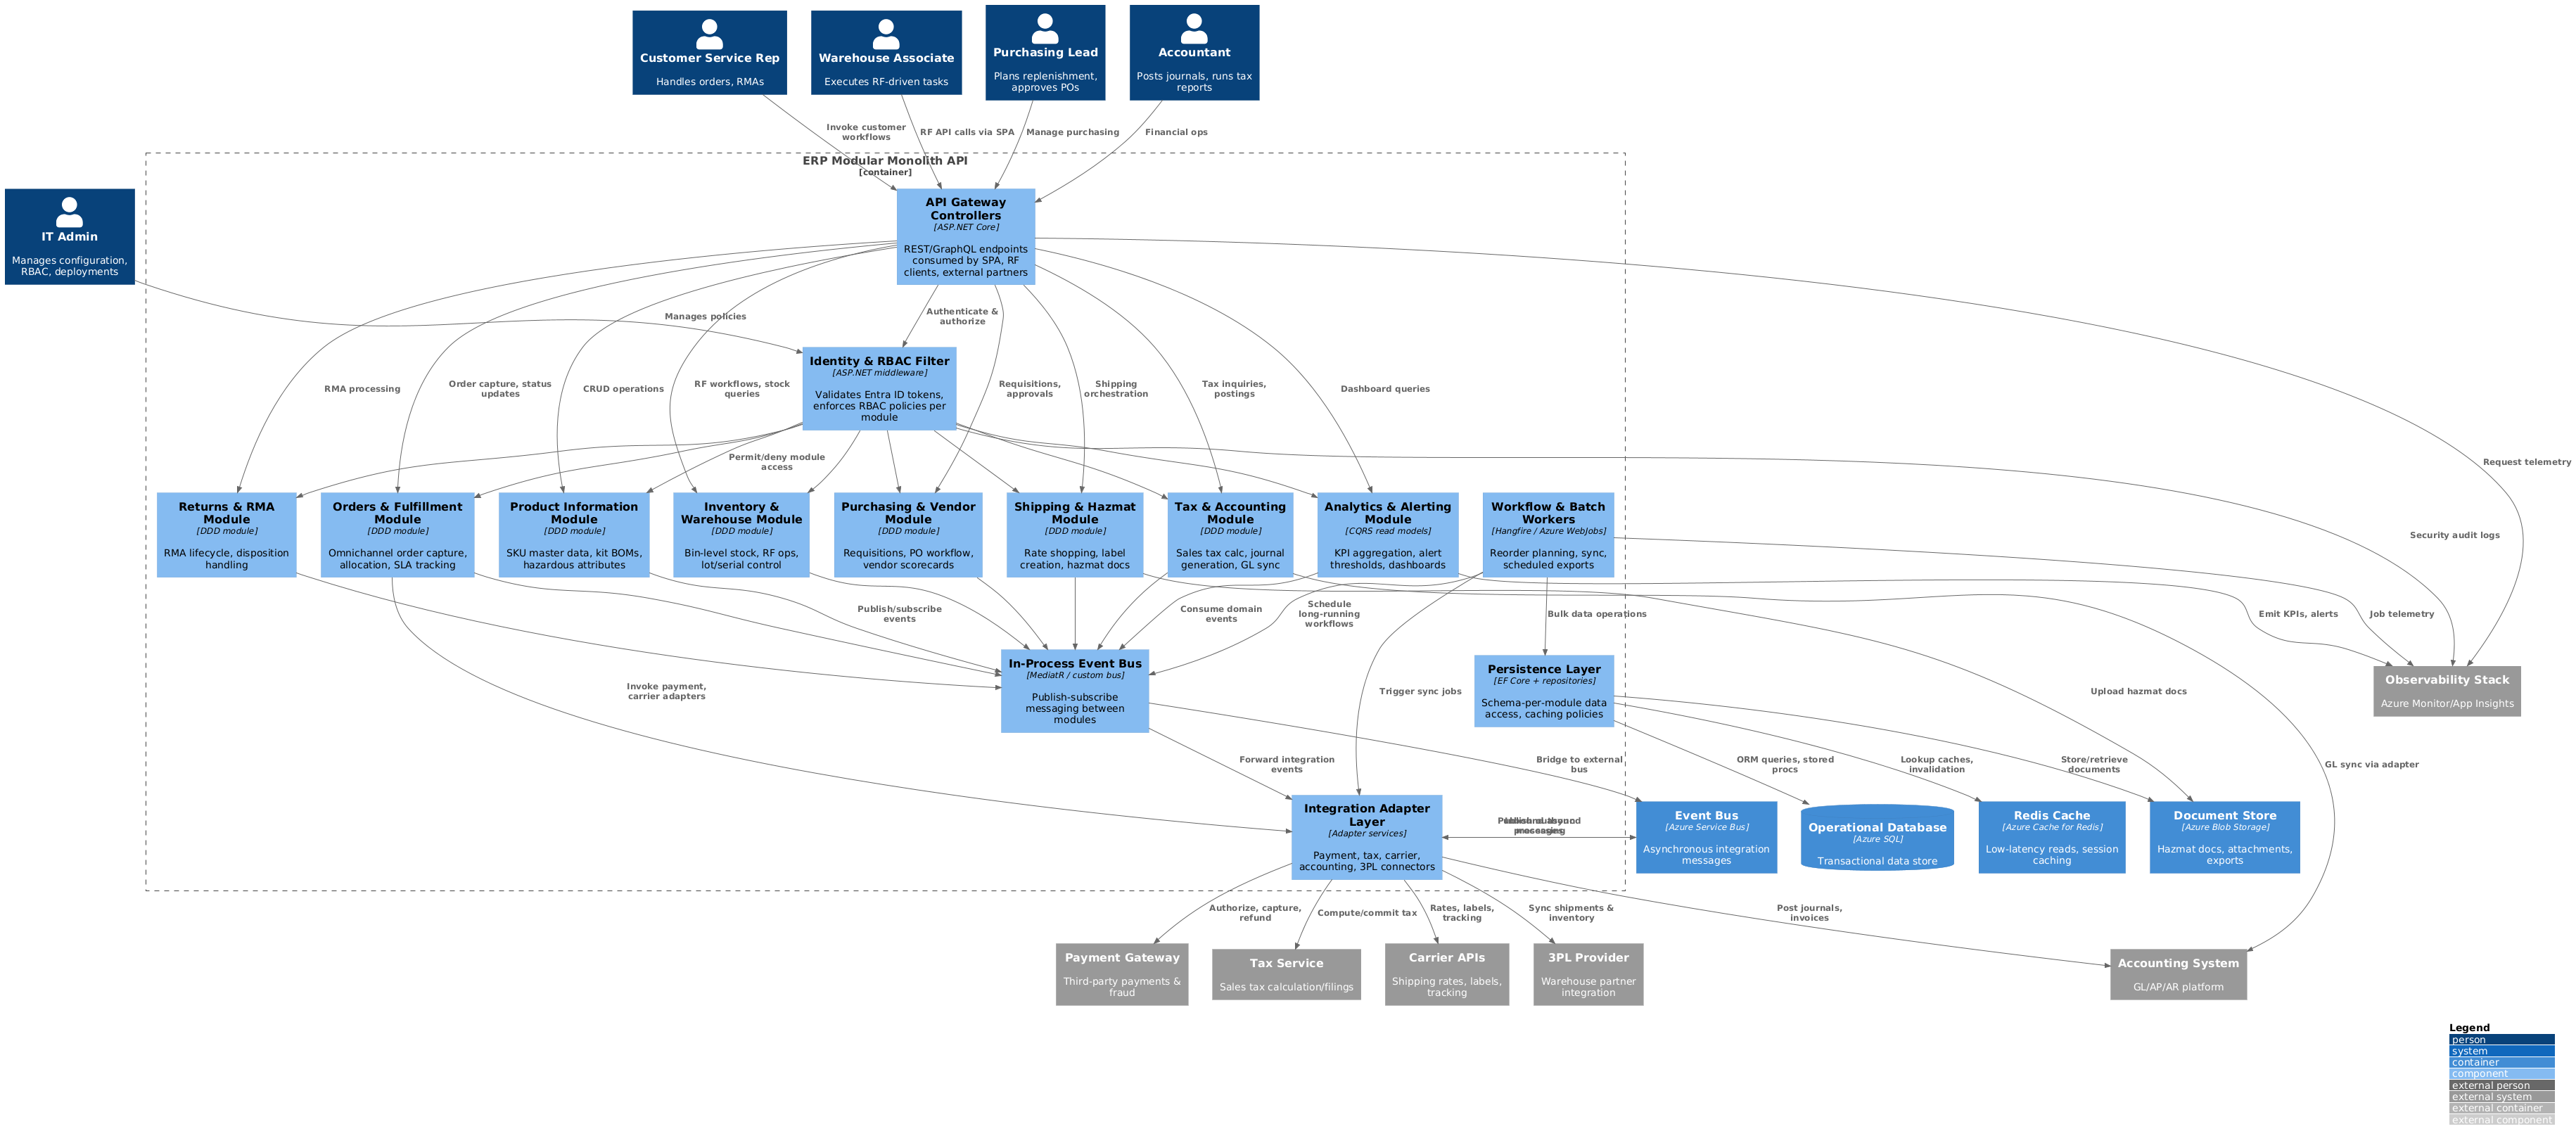 Customer Service Rep
Handles orders, RMAs
Warehouse Associate
Executes RF-driven tasks
Purchasing Lead
Plans replenishment,
approves POs
Accountant
Posts journals, runs tax
reports
Invoke customer
workflows
RF API calls via SPA
Manage purchasing
Financial ops
ERP Modular Monolith API
[container]
IT Admin
Manages configuration,
RBAC, deployments
API Gateway
Controllers
[ASP.NET Core]
REST/GraphQL endpoints
consumed by SPA, RF
clients, external partners
Manages policies
Authenticate &
authorize
Identity & RBAC Filter
[ASP.NET middleware]
Validates Entra ID tokens,
enforces RBAC policies per
module
RMA processing
Order capture, status
updates
CRUD operations
RF workflows, stock
queries
Requisitions,
approvals
Shipping
orchestration
Tax inquiries,
postings
Dashboard queries
Permit/deny module
access
Request telemetry
Security audit logs
Returns & RMA
Module
[DDD module]
RMA lifecycle, disposition
handling
Orders & Fulfillment
Module
[DDD module]
Omnichannel order capture,
allocation, SLA tracking
Product Information
Module
[DDD module]
SKU master data, kit BOMs,
hazardous attributes
Inventory &
Warehouse Module
[DDD module]
Bin-level stock, RF ops,
lot/serial control
Purchasing & Vendor
Module
[DDD module]
Requisitions, PO workflow,
vendor scorecards
Shipping & Hazmat
Module
[DDD module]
Rate shopping, label
creation, hazmat docs
Tax & Accounting
Module
[DDD module]
Sales tax calc, journal
generation, GL sync
Analytics & Alerting
Module
[CQRS read models]
KPI aggregation, alert
thresholds, dashboards
Workflow & Batch
Workers
[Hangfire / Azure WebJobs]
Reorder planning, sync,
scheduled exports
Publish/subscribe
events
Consume domain
events
Schedule
long-running
workflows
Bulk data operations
Emit KPIs, alerts
Job telemetry
In-Process Event Bus
[MediatR / custom bus]
Publish-subscribe
messaging between
modules
Persistence Layer
[EF Core + repositories]
Schema-per-module data
access, caching policies
Observability Stack
Azure Monitor/App Insights
Invoke payment,
carrier adapters
Trigger sync jobs
Upload hazmat docs
Forward integration
events
Bridge to external
bus
ORM queries, stored
procs
Lookup caches,
invalidation
Store/retrieve
documents
GL sync via adapter
Integration Adapter
Layer
[Adapter services]
Payment, tax, carrier,
accounting, 3PL connectors
Event Bus
[Azure Service Bus]
Asynchronous integration
messages
Operational Database
[Azure SQL]
Transactional data store
Redis Cache
[Azure Cache for Redis]
Low-latency reads, session
caching
Document Store
[Azure Blob Storage]
Hazmat docs, attachments,
exports
Authorize, capture,
refund
Compute/commit tax
Rates, labels,
tracking
Sync shipments &
inventory
Post journals,
invoices
Payment Gateway
Third-party payments &
fraud
Tax Service
Sales tax calculation/filings
Carrier APIs
Shipping rates, labels,
tracking
3PL Provider
Warehouse partner
integration
Accounting System
GL/AP/AR platform
Legend
person
system
container
component
external person
external system
external container
external component